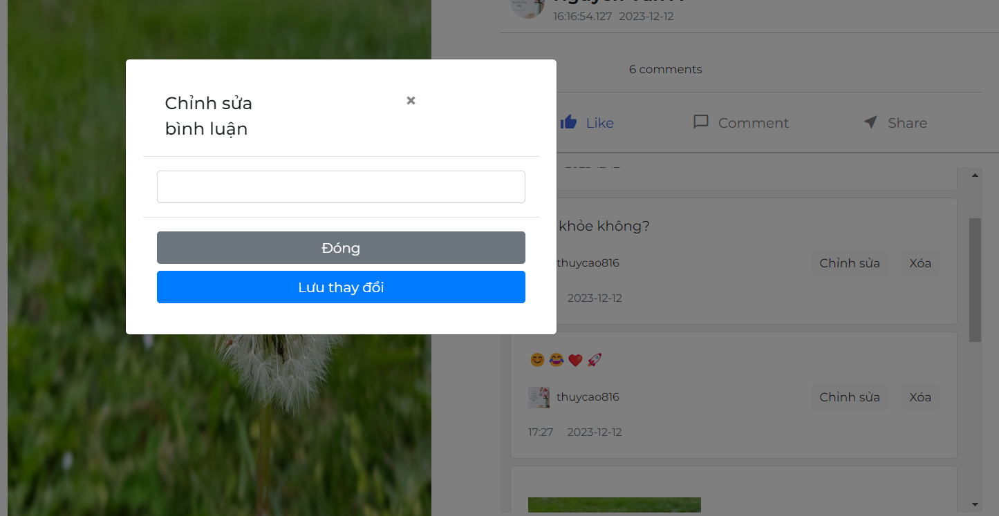 16:16:54.127 2023-12-12
6 comments
Chỉnh sửa
bình luận
×
Like
Comment
Share
Đóng
Lưu thay đổi
khỏe không?
thuycao816
Chỉnh sửa
Xóa
2023-12-12
😊😂❤️🚀
thuycao816
Chỉnh sửa
Xóa
17:27 2023-12-12